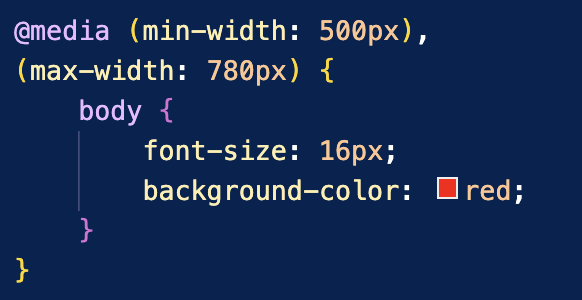 @media (min-width: 500px),
(max-width: 780px) {
body {
font-size: 16px;
background-color: red;
}
}